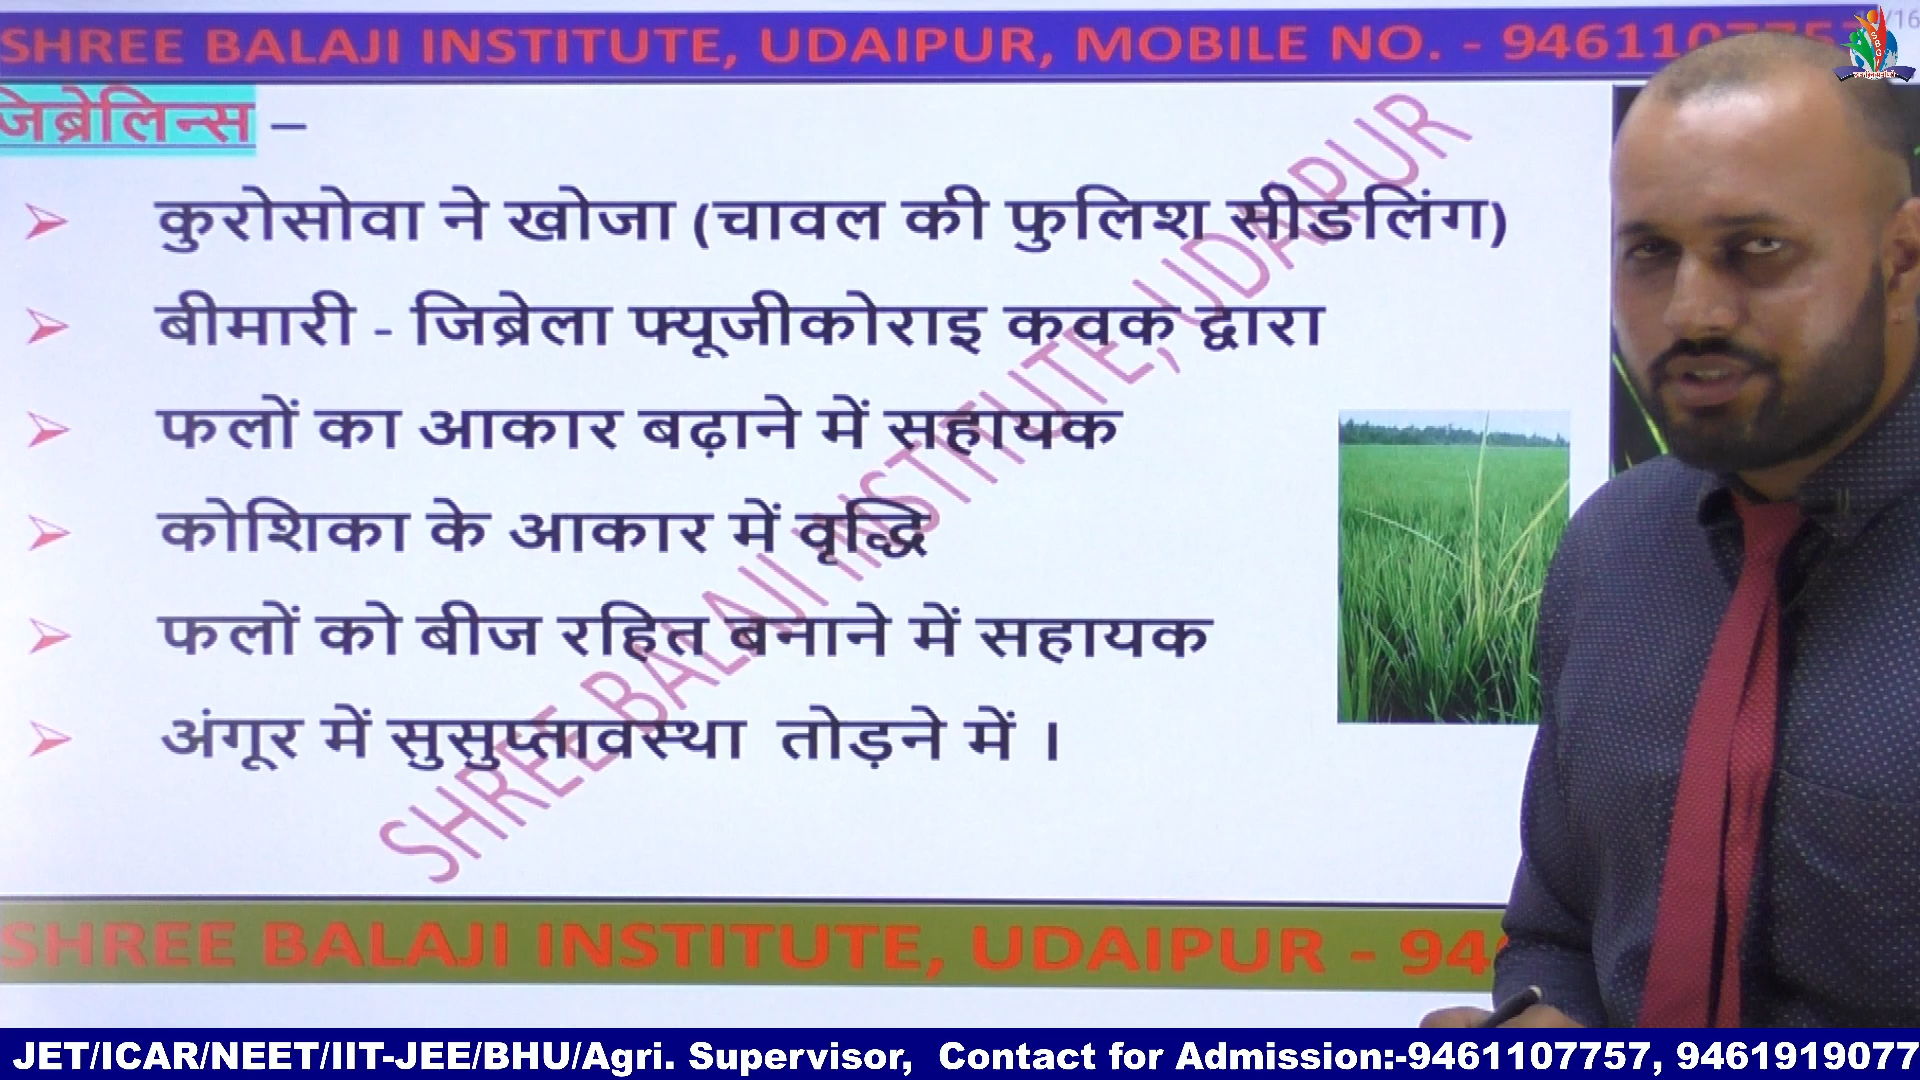 SHREE BALAJI INSTITUTE, UDAIPUR, MOBILE NO. - 9461107757
जिब्रेलिन्स –
➢ कुरोसोवा ने खोजा (चावल की फुलिश सीडलिंग)
➢ बीमारी - जिब्रेला फ्यूजीकोराइ कवक द्वारा
➢ फलों का आकार बढ़ाने में सहायक
➢ कोशिका के आकार में वृद्धि
➢ फलों को बीज रहित बनाने में सहायक
➢ अंगूर में सुसुप्तावस्था तोड़ने में ।
SHREE BALAJI INSTITUTE, UDAIPUR
SHREE BALAJI INSTITUTE, UDAIPUR - 94
JET/ICAR/NEET/IIT-JEE/BHU/Agri. Supervisor, Contact for Admission:-9461107757, 9461919077